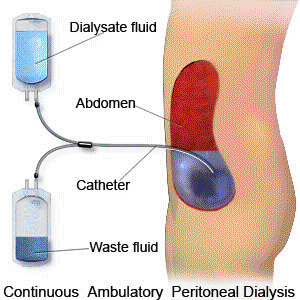 Dialysate fluid
Abdomen
Catheter
Waste fluid
Continuous Ambulatory Peritoneal Dialysis